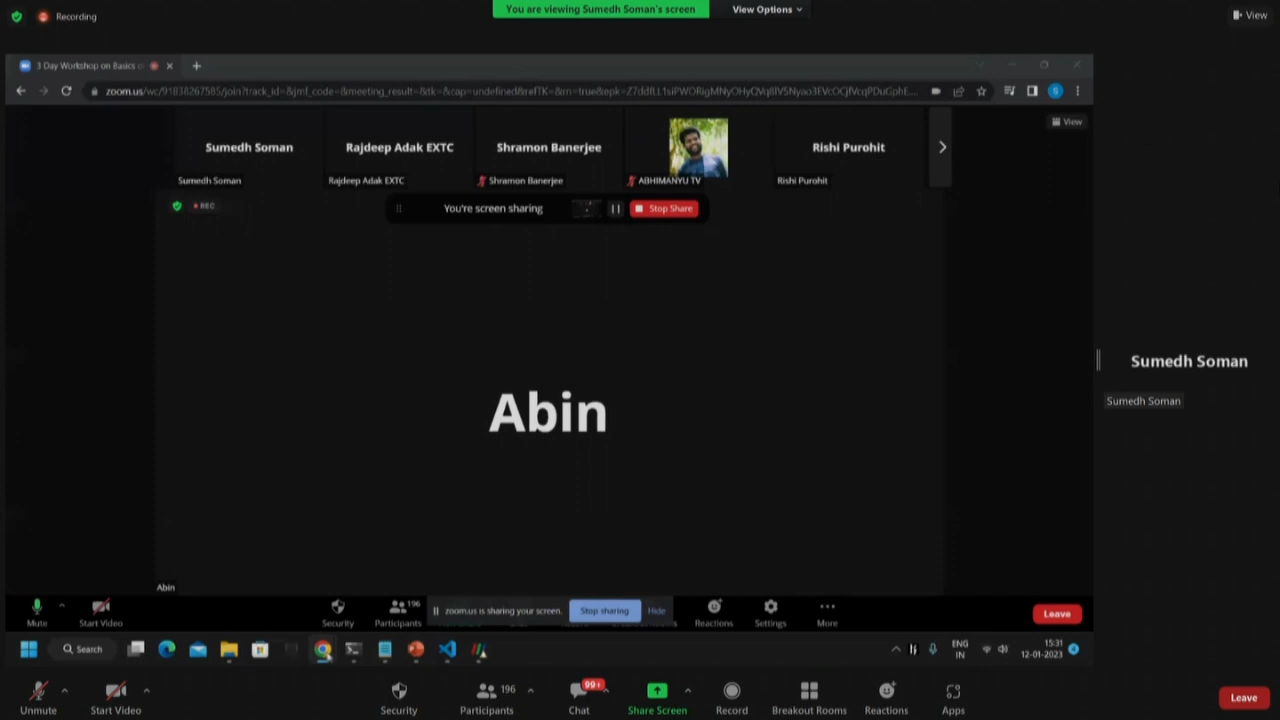 Recording
You are viewing Sumedh Soman's screen
View Options
View
3 Day Workshop on Basics o
Sumedh Soman
Rajdeep Adak EXTC
Shramon Banerjee
Rishi Purohit
View
Sumedh Soman
Rajdeep Adak EXTC
Shramon Banerjee
ABHIMANYU TV
Rishi Purohit
REC
You're screen sharing
Stop Share
Sumedh Soman
Sumedh Soman
Abin
Abin
Mute
Start Video
Security
196
Participants
zoom.us is sharing your screen.
Stop sharing
Hide
Reactions
Settings
More
Leave
Search
ENG
IN
15:31
12-01-2023
Unmute
Start Video
Security
196
Participants
99+
Chat
Share Screen
Record
Breakout Rooms
Reactions
Apps
Leave